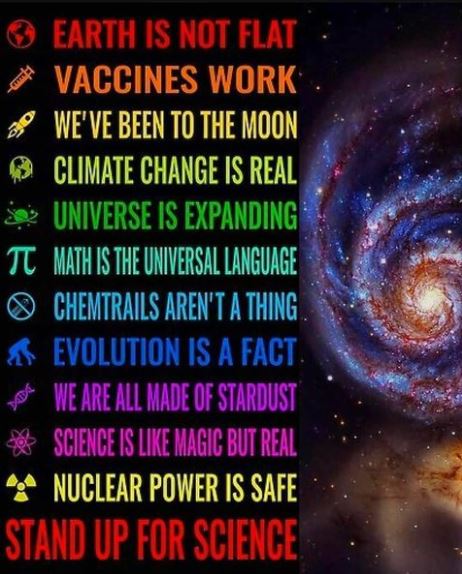 EARTH IS NOT FLAT
VACCINES WORK
WE'VE BEEN TO THE MOON
CLIMATE CHANGE IS REAL
UNIVERSE IS EXPANDING
π MATH IS THE UNIVERSAL LANGUAGE
CHEMTRAILS AREN'T A THING
EVOLUTION IS A FACT
WE ARE ALL MADE OF STARDUST
SCIENCE IS LIKE MAGIC BUT REAL
NUCLEAR POWER IS SAFE
STAND UP FOR SCIENCE